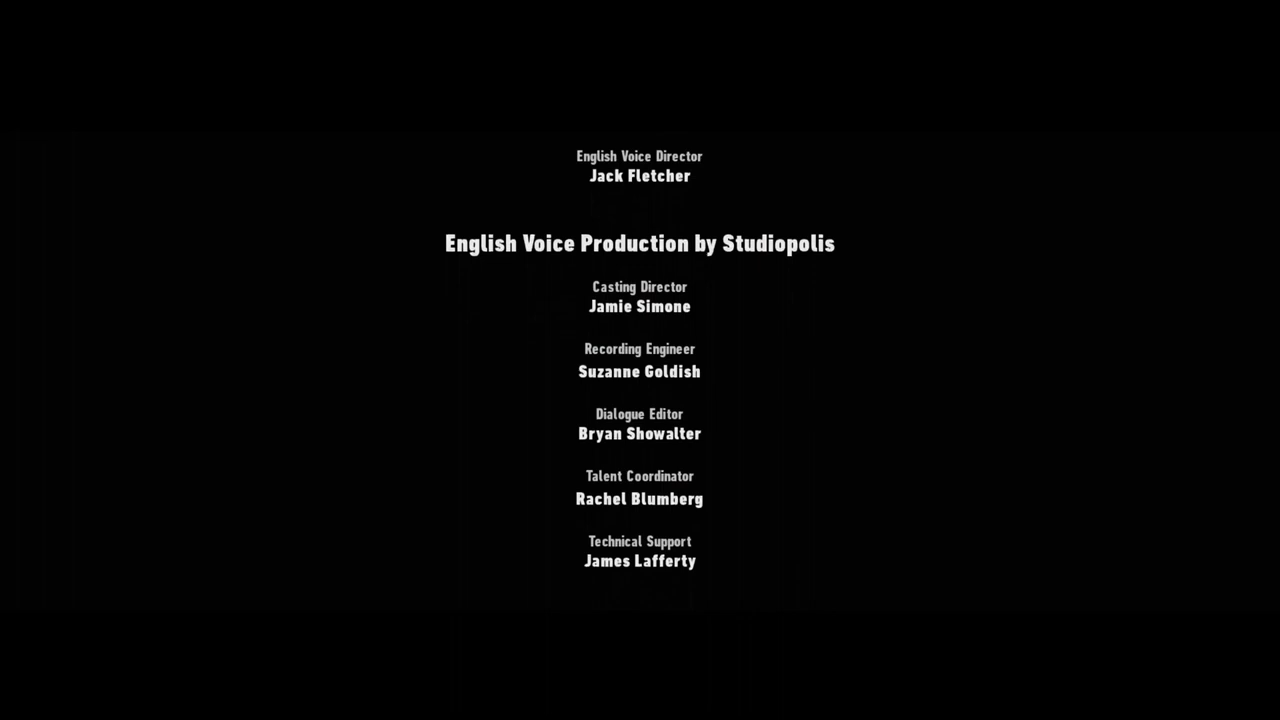 English Voice Director
Jack Fletcher
English Voice Production by Studiopolis
Casting Director
Jamie Simone
Recording Engineer
Suzanne Goldish
Dialogue Editor
Bryan Showalter
Talent Coordinator
Rachel Blumberg
Technical Support
James Lafferty